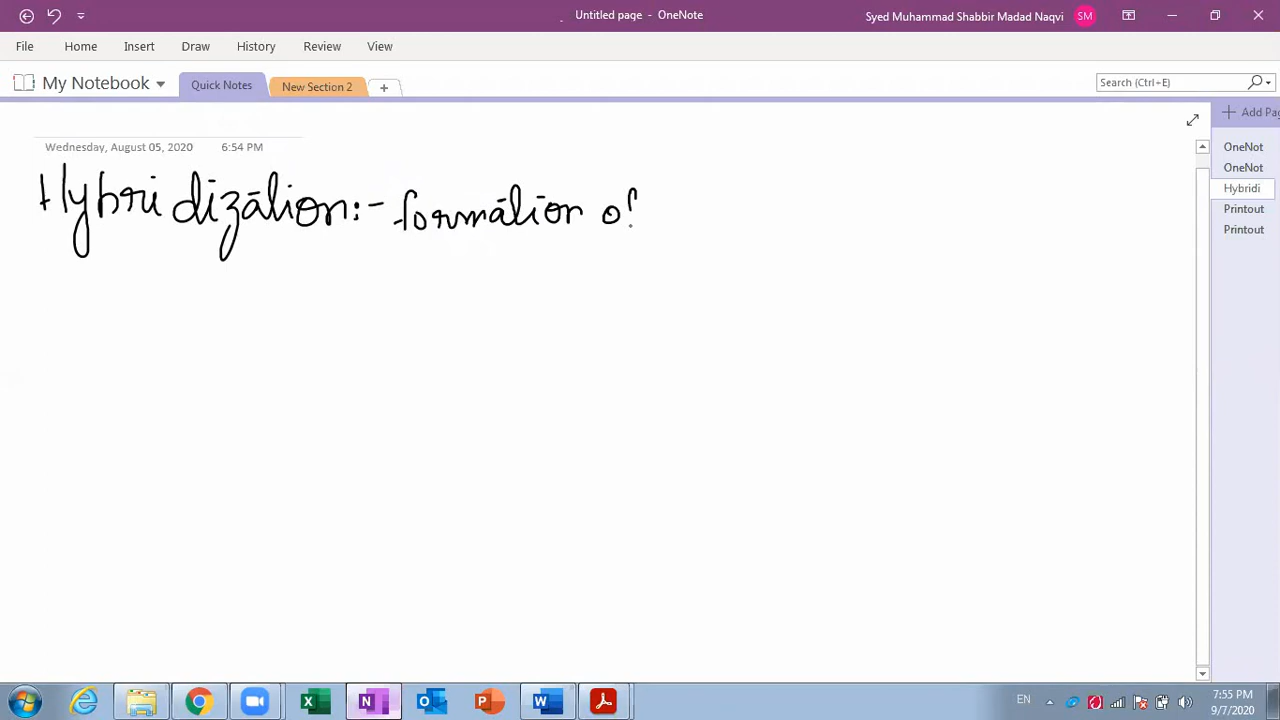 Untitled page - OneNote
Syed Muhammad Shabbir Madad Naqvi
SM
File Home Insert Draw History Review View
My Notebook
Quick Notes
New Section 2
Search (Ctrl+E)
Add Pag
Wednesday, August 05, 2020 6:54 PM
Hybridization:- formation of
OneNot
OneNot
Hybridi
Printout
Printout
EN
7:55 PM
9/7/2020